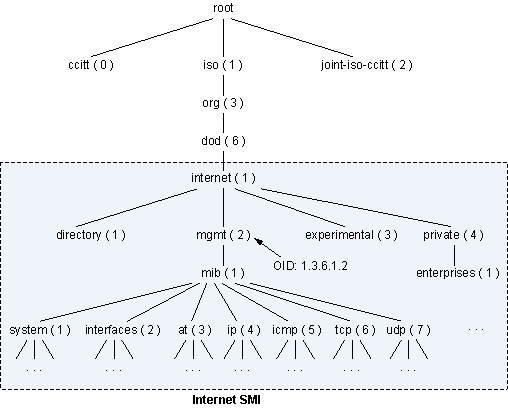 root
ccitt ( 0 ) iso ( 1 ) joint-iso-ccitt ( 2 )
org ( 3 )
dod ( 6 )
internet ( 1 )
directory ( 1 ) mgmt ( 2 ) experimental ( 3 ) private ( 4 )
OID: 1.3.6.1.2
mib ( 1 ) enterprises ( 1 )
system ( 1 ) interfaces ( 2 ) at ( 3 ) ip ( 4 ) icmp ( 5 ) tcp ( 6 ) udp ( 7 ) . . .
. . . . . . . . . . . . . . . . . . . . .
Internet SMI